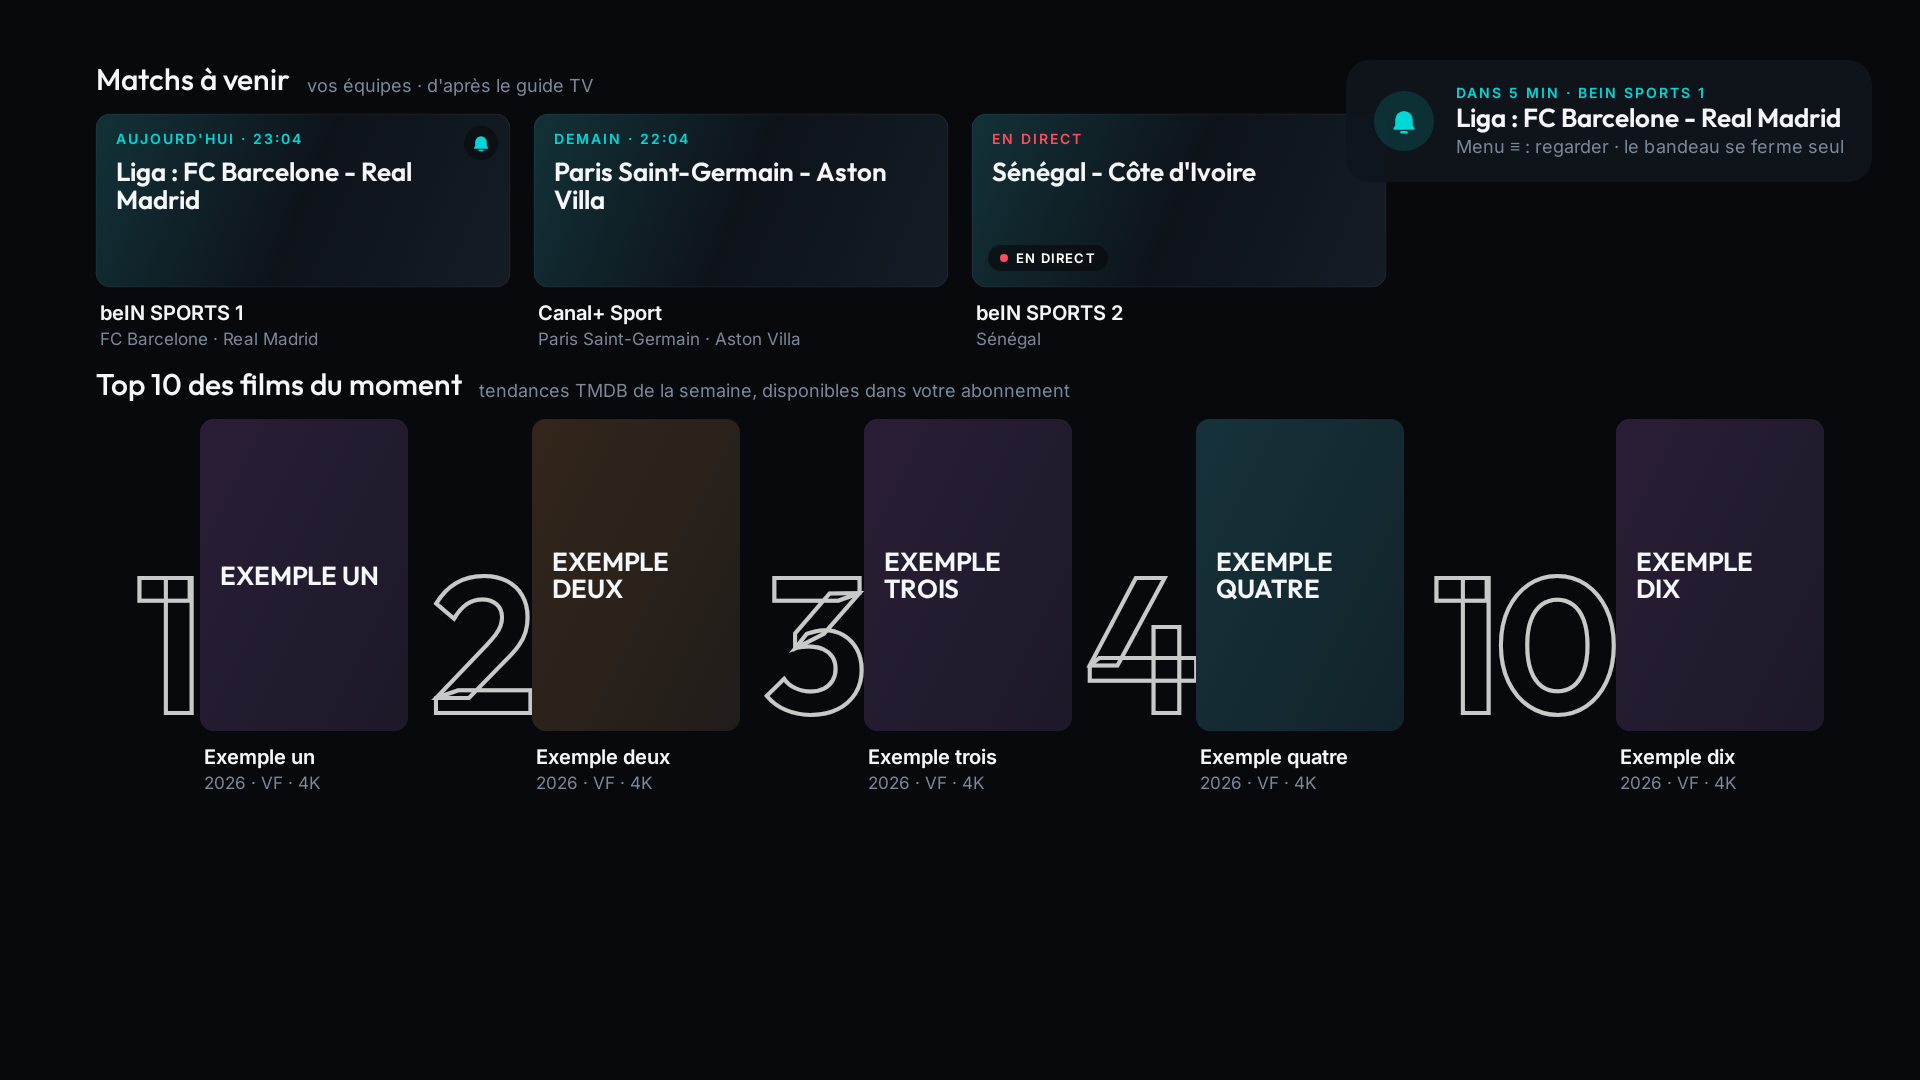 Matchs à venir vos équipes · d'après le guide TV
DANS 5 MIN · BEIN SPORTS 1
Liga : FC Barcelone - Real Madrid
Menu ≡ : regarder · le bandeau se ferme seul
AUJOURD'HUI · 23:04
Liga : FC Barcelone - Real
Madrid
beIN SPORTS 1
FC Barcelone · Real Madrid
DEMAIN · 22:04
Paris Saint-Germain - Aston
Villa
Canal+ Sport
Paris Saint-Germain · Aston Villa
EN DIRECT
Sénégal - Côte d'Ivoire
EN DIRECT
beIN SPORTS 2
Sénégal
Top 10 des films du moment tendances TMDB de la semaine, disponibles dans votre abonnement
1
EXEMPLE UN
Exemple un
2026 · VF · 4K
2
EXEMPLE
DEUX
Exemple deux
2026 · VF · 4K
3
EXEMPLE
TROIS
Exemple trois
2026 · VF · 4K
4
EXEMPLE
QUATRE
Exemple quatre
2026 · VF · 4K
10
EXEMPLE
DIX
Exemple dix
2026 · VF · 4K